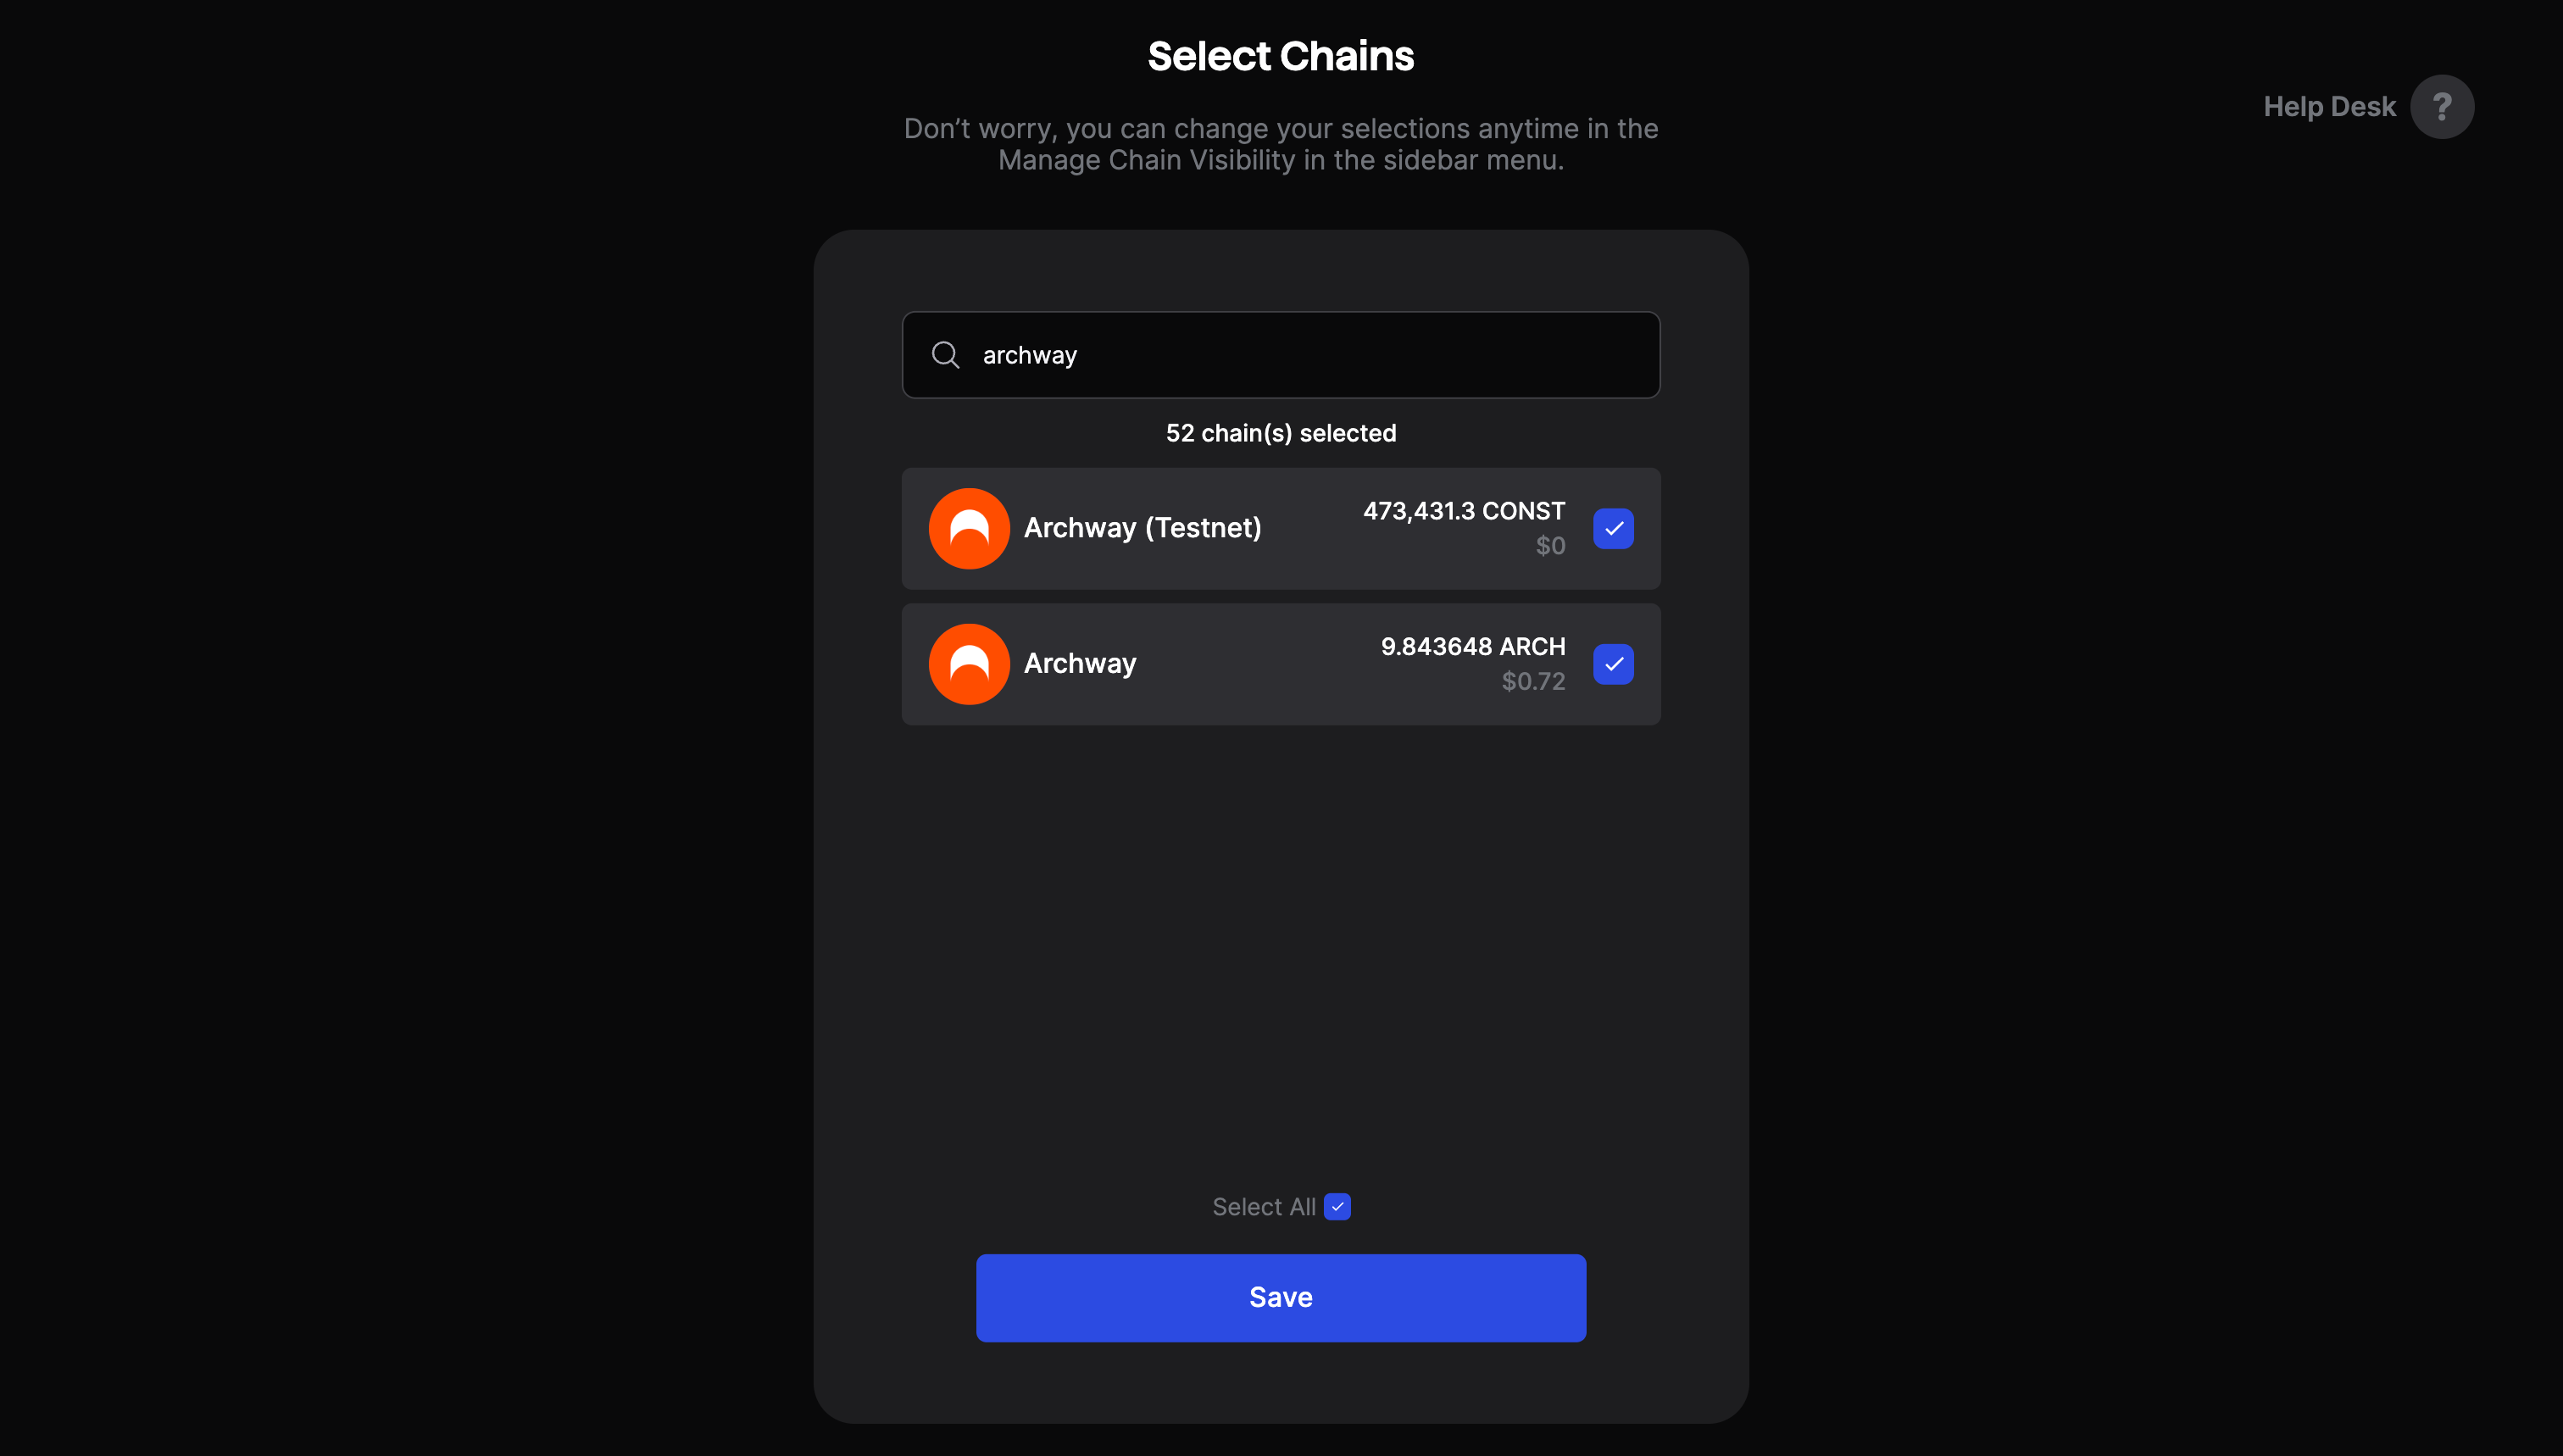 Select Chains
Help Desk ?
Don’t worry, you can change your selections anytime in the
Manage Chain Visibility in the sidebar menu.
archway
52 chain(s) selected
Archway (Testnet)
473,431.3 CONST
$0
Archway
9.843648 ARCH
$0.72
Select All
Save